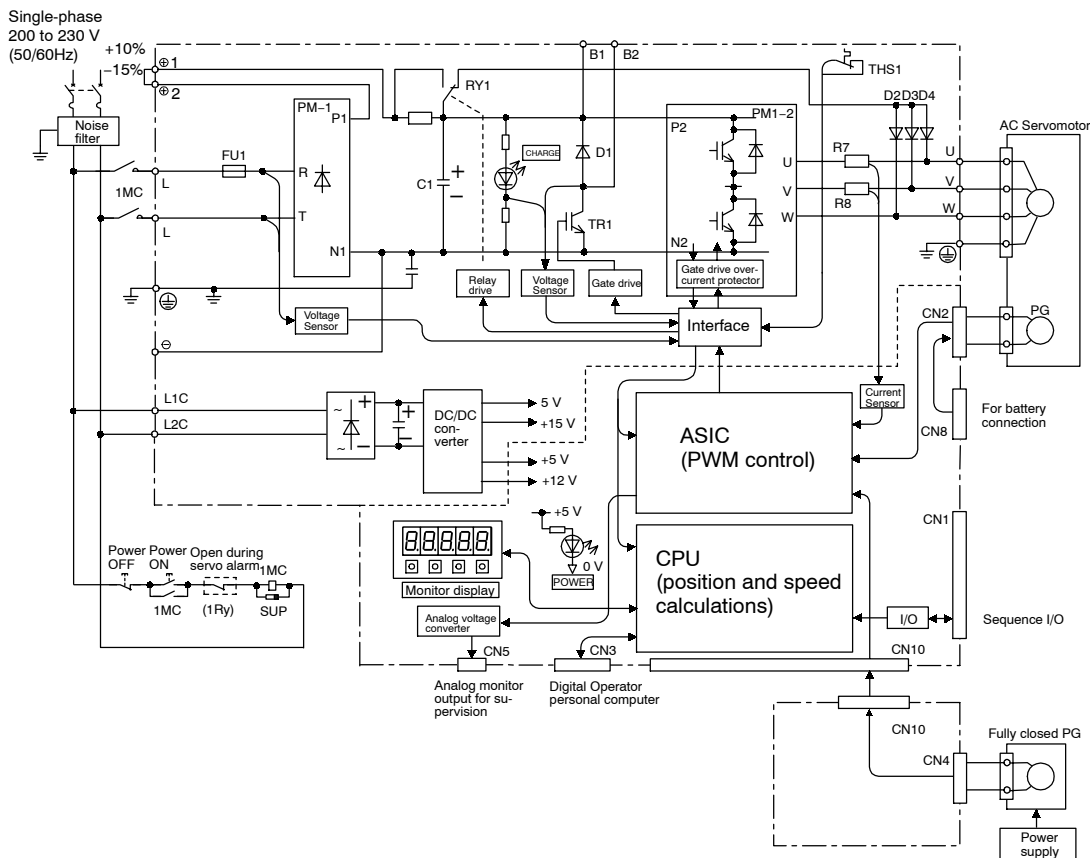 Single-phase
200 to 230 V
(50/60Hz)
+10%
−15%
⊕1
⊕2
B1
B2
THS1
RY1
PM-1
P1
Noise
filter
FU1
R
1MC
L
T
L
N1
C1
+
−
CHARGE
D1
TR1
P2
PM1-2
U
V
W
N2
D2D3D4
R7
R8
U
V
W
AC Servomotor
Relay
drive
Voltage
Sensor
Gate drive
Gate drive over-
current protector
Voltage
Sensor
Interface
CN2
PG
⊖
Current
Sensor
CN8
For battery
connection
L1C
L2C
~
+
~
−
+
−
DC/DC
con-
verter
5 V
+15 V
+5 V
+12 V
ASIC
(PWM control)
CN1
+5 V
0 V
POWER
88888
Monitor display
CPU
(position and speed
calculations)
Power
OFF
Power
ON
Open during
servo alarm
1MC
1MC
(1Ry)
SUP
Analog voltage
converter
I/O
Sequence I/O
CN5
CN3
CN10
Analog monitor
output for su-
pervision
Digital Operator
personal computer
CN10
CN4
Fully closed PG
Power
supply